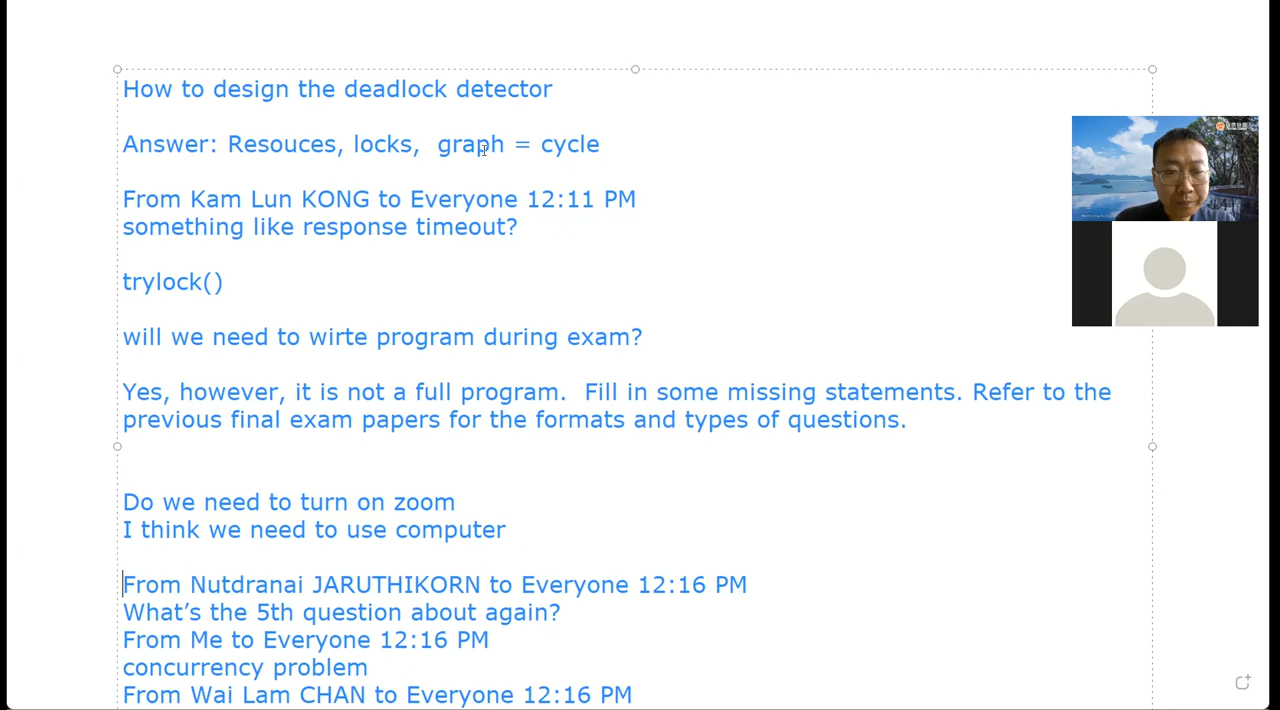 How to design the deadlock detector
Answer: Resouces, locks,  graph = cycle
From Kam Lun KONG to Everyone 12:11 PM
something like response timeout?
trylock()
will we need to wirte program during exam?
Yes, however, it is not a full program.  Fill in some missing statements. Refer to the
previous final exam papers for the formats and types of questions.
Do we need to turn on zoom
I think we need to use computer
From Nutdranai JARUTHIKORN to Everyone 12:16 PM
What’s the 5th question about again?
From Me to Everyone 12:16 PM
concurrency problem
From Wai Lam CHAN to Everyone 12:16 PM